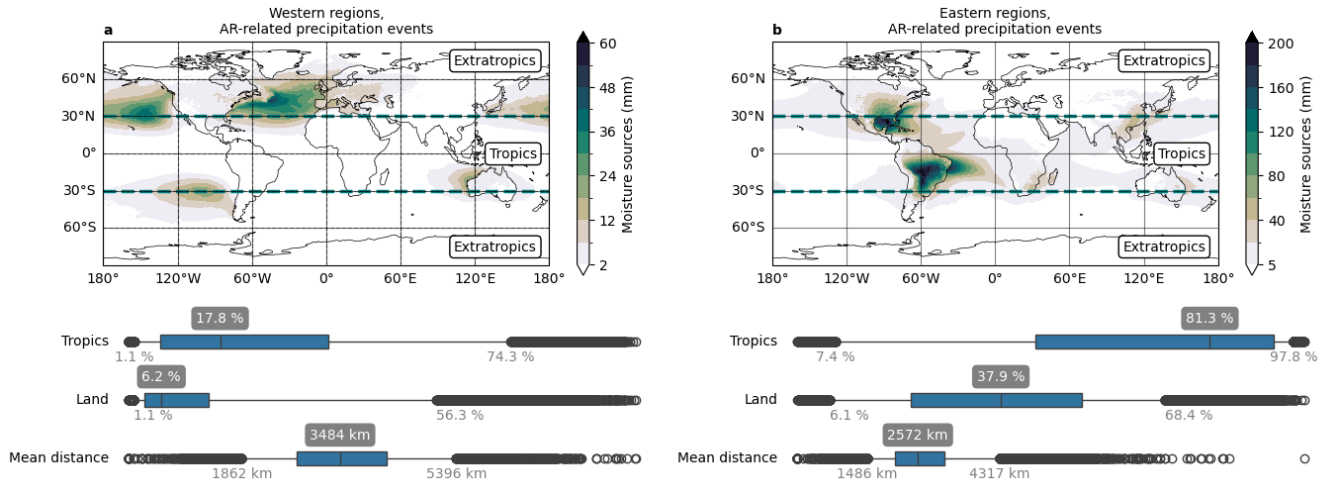 Western regions,
a AR-related precipitation events
60°N
30°N
0°
30°S
60°S
Extratropics
Tropics
Extratropics
180° 120°W 60°W 0° 60°E 120°E 180°
60
48
36
24
12
2
Moisture sources (mm)
Eastern regions,
b AR-related precipitation events
60°N
30°N
0°
30°S
60°S
Extratropics
Tropics
Extratropics
180° 120°W 60°W 0° 60°E 120°E 180°
200
160
120
80
40
5
Moisture sources (mm)
17.8 %
Tropics
1.1 % 74.3 %
6.2 %
Land
1.1 % 56.3 %
3484 km
Mean distance
1862 km 5396 km
81.3 %
Tropics
7.4 % 97.8 %
37.9 %
Land
6.1 % 68.4 %
2572 km
Mean distance
1486 km 4317 km